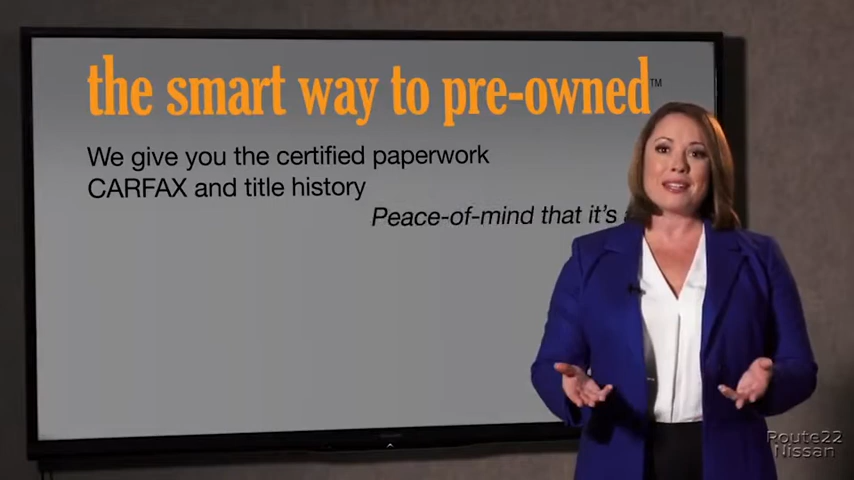 the smart way to pre-owned™
We give you the certified paperwork
CARFAX and title history
Peace-of-mind that it's
Route22
Nissan